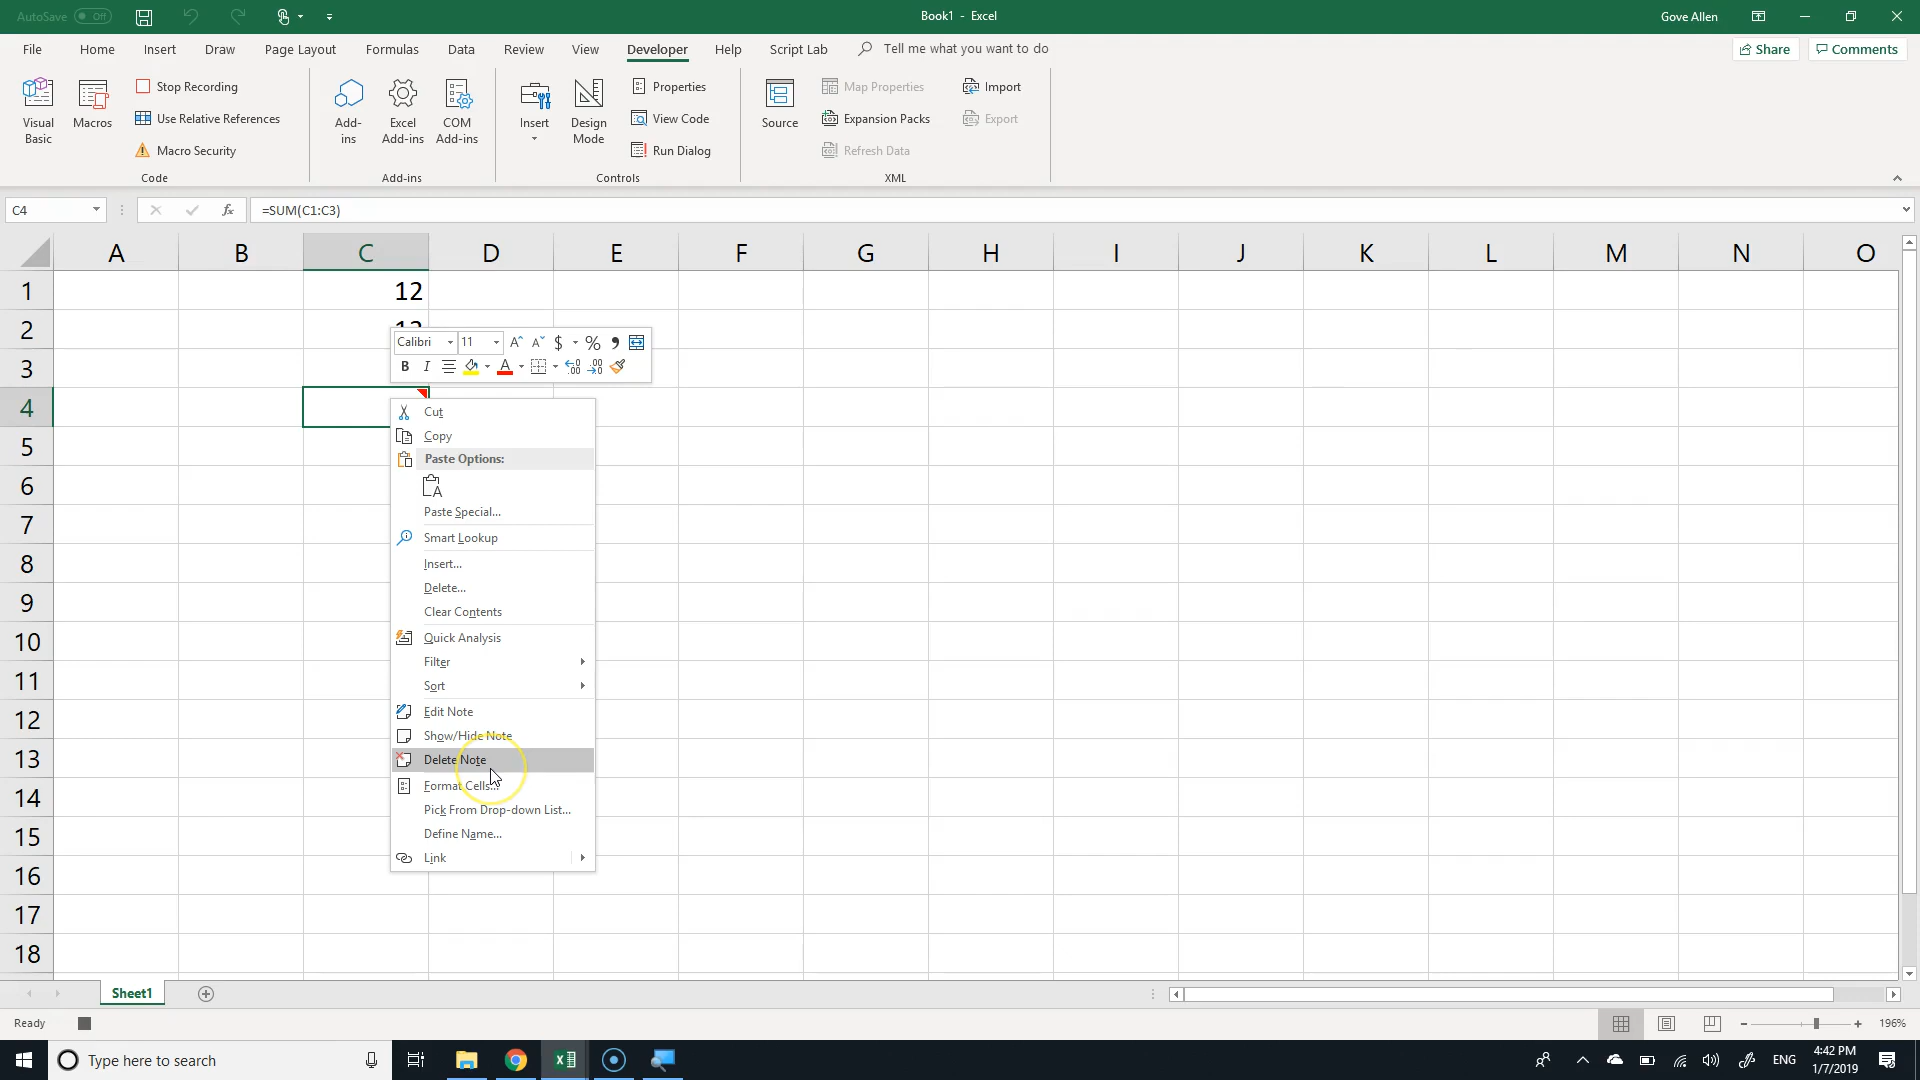 AutoSave Off
Book1 - Excel
Gove Allen
File Home Insert Draw Page Layout Formulas Data Review View Developer Help Script Lab Tell me what you want to do Share Comments
Visual Basic
Macros
Stop Recording
Use Relative References
Macro Security
Code
Add-ins
Excel Add-ins
COM Add-ins
Add-ins
Insert
Design Mode
Properties
View Code
Run Dialog
Controls
Source
Map Properties
Expansion Packs
Refresh Data
Import
Export
XML
C4 fx =SUM(C1:C3)
A B C D E F G H I J K L M N O
1 12
2 12
3
4
5
6
7
8
9
10
11
12
13
14
15
16
17
18
Calibri 11 A A $ % ,
B I A .00 .00
Cut
Copy
Paste Options:
A
Paste Special...
Smart Lookup
Insert...
Delete...
Clear Contents
Quick Analysis
Filter
Sort
Edit Note
Show/Hide Note
Delete Note
Format Cells...
Pick From Drop-down List...
Define Name...
Link
Sheet1
Ready
196%
Type here to search
ENG
4:42 PM
1/7/2019